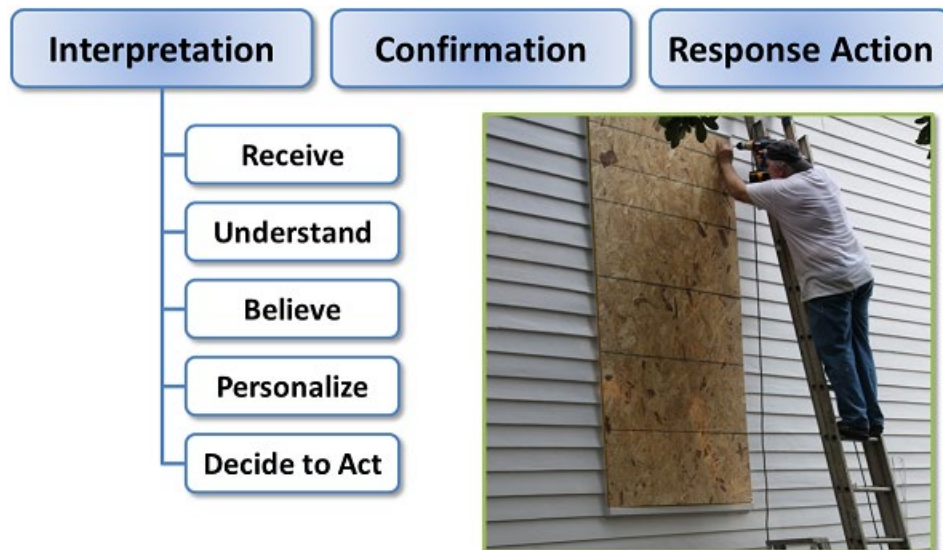 Interpretation
Confirmation
Response Action
Receive
Understand
Believe
Personalize
Decide to Act